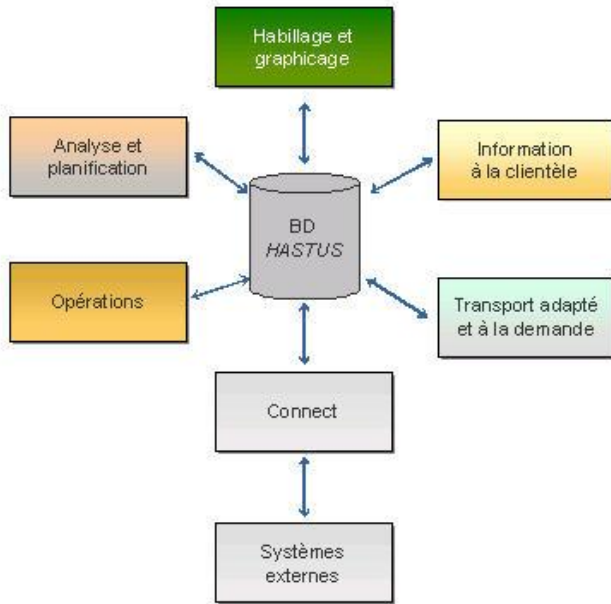 Habillage et
graphicage
Analyse et
planification
Information
à la clientèle
BD
HASTUS
Opérations
Transport adapté
et à la demande
Connect
Systèmes
externes